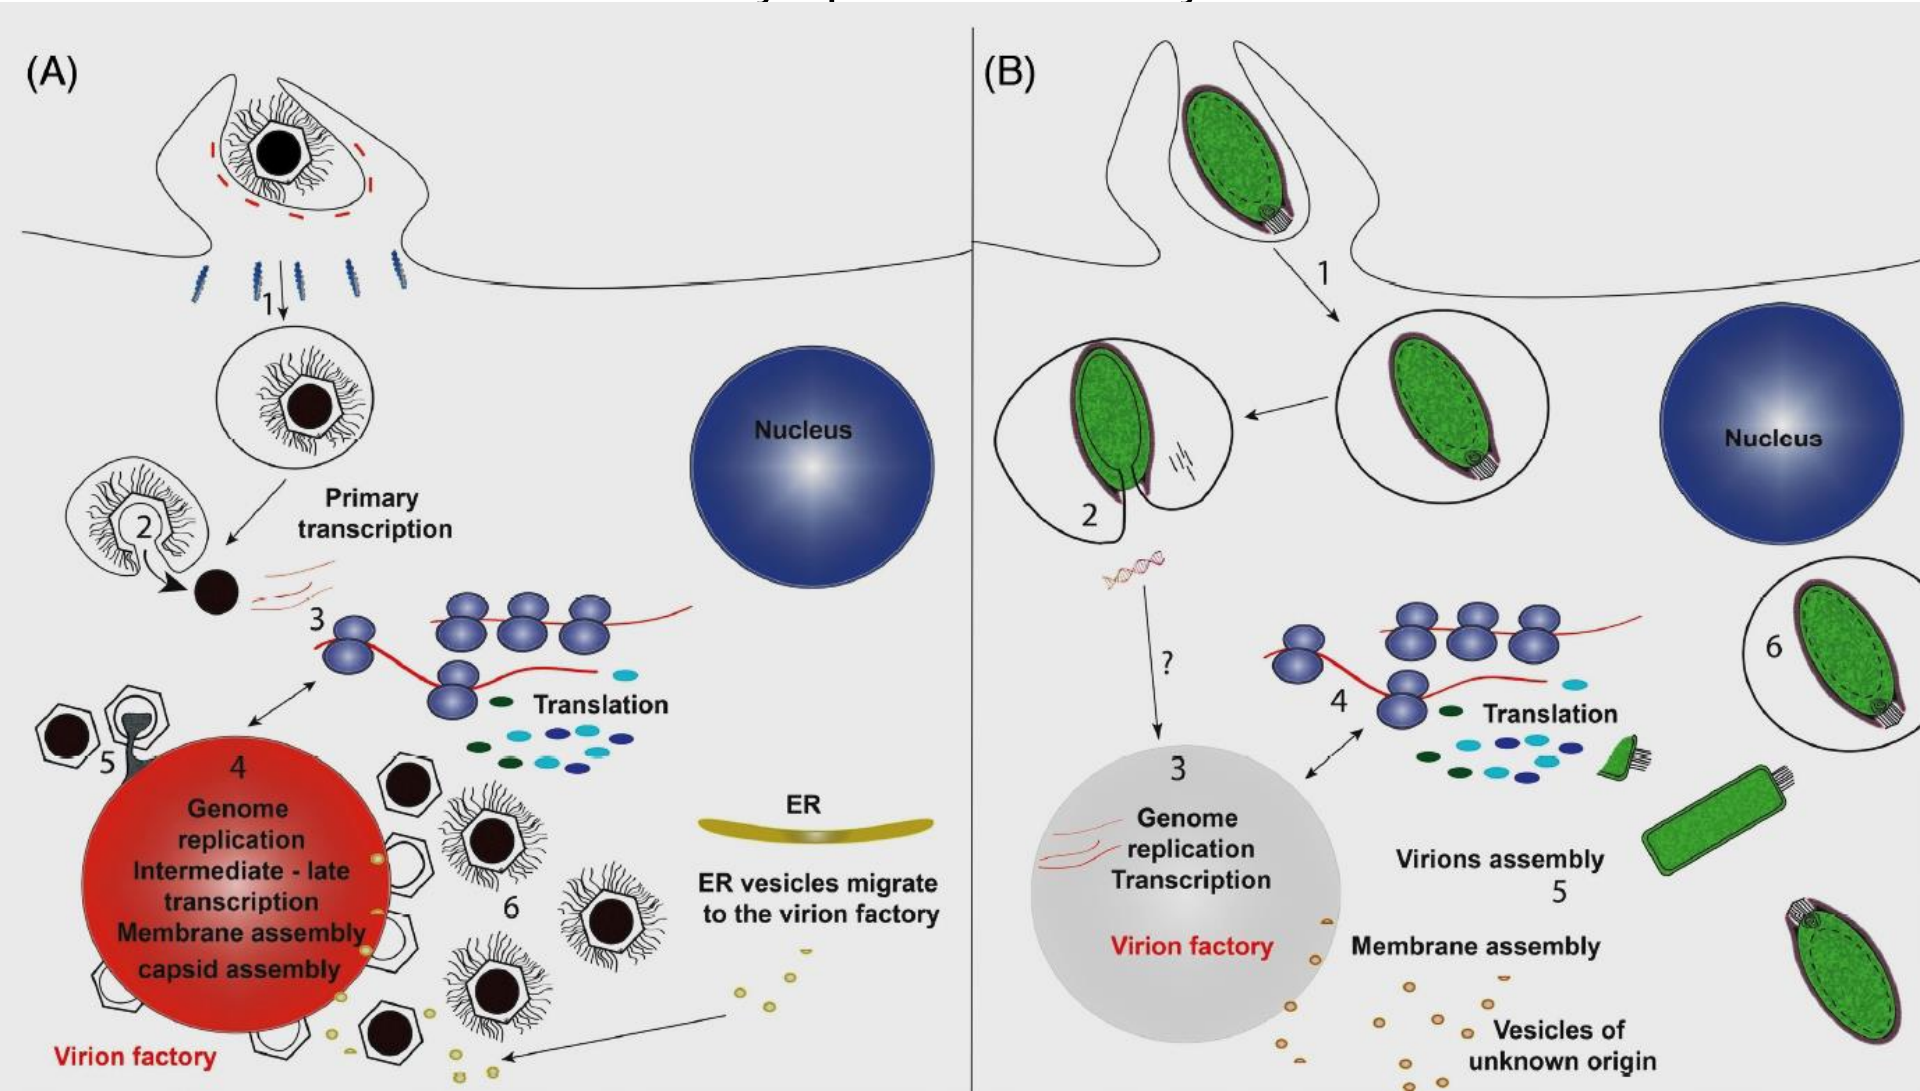 (A)
1
Nucleus
2
Primary
transcription
3
Translation
5
4
Genome
replication
Intermediate - late
transcription
Membrane assembly
capsid assembly
Virion factory
6
ER
ER vesicles migrate
to the virion factory
(B)
1
Nucleus
2
?
3
Genome
replication
Transcription
Virion factory
4
Translation
6
Virions assembly
5
Membrane assembly
Vesicles of
unknown origin